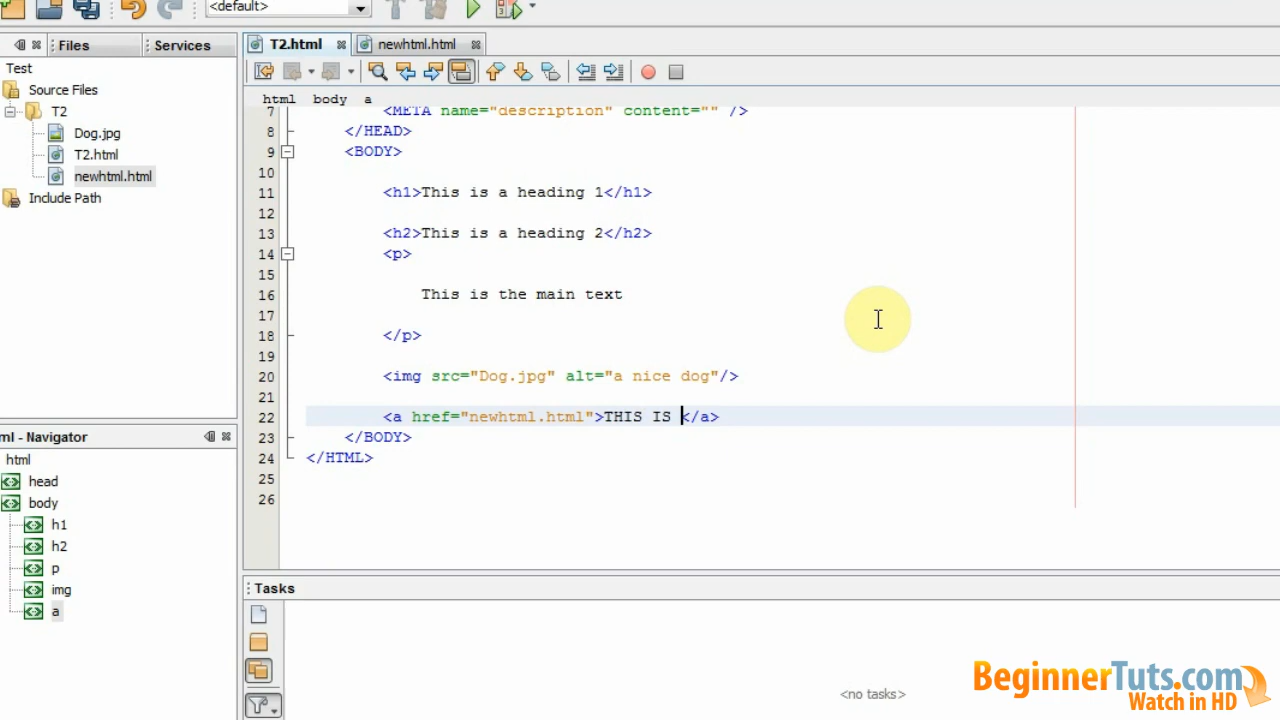 <default>
Files
Services
T2.html
newhtml.html
Test
Source Files
T2
Dog.jpg
T2.html
newhtml.html
Include Path
html body a
7 <META name="description" content="" />
8 </HEAD>
9 <BODY>
10
11 <h1>This is a heading 1</h1>
12
13 <h2>This is a heading 2</h2>
14 <p>
15
16 This is the main text
17
18 </p>
19
20 <img src="Dog.jpg" alt="a nice dog"/>
21
22 <a href="newhtml.html">THIS IS </a>
23 </BODY>
24 </HTML>
25
26
ml - Navigator
html
head
body
h1
h2
p
img
a
Tasks
<no tasks>
BeginnerTuts.com
Watch in HD